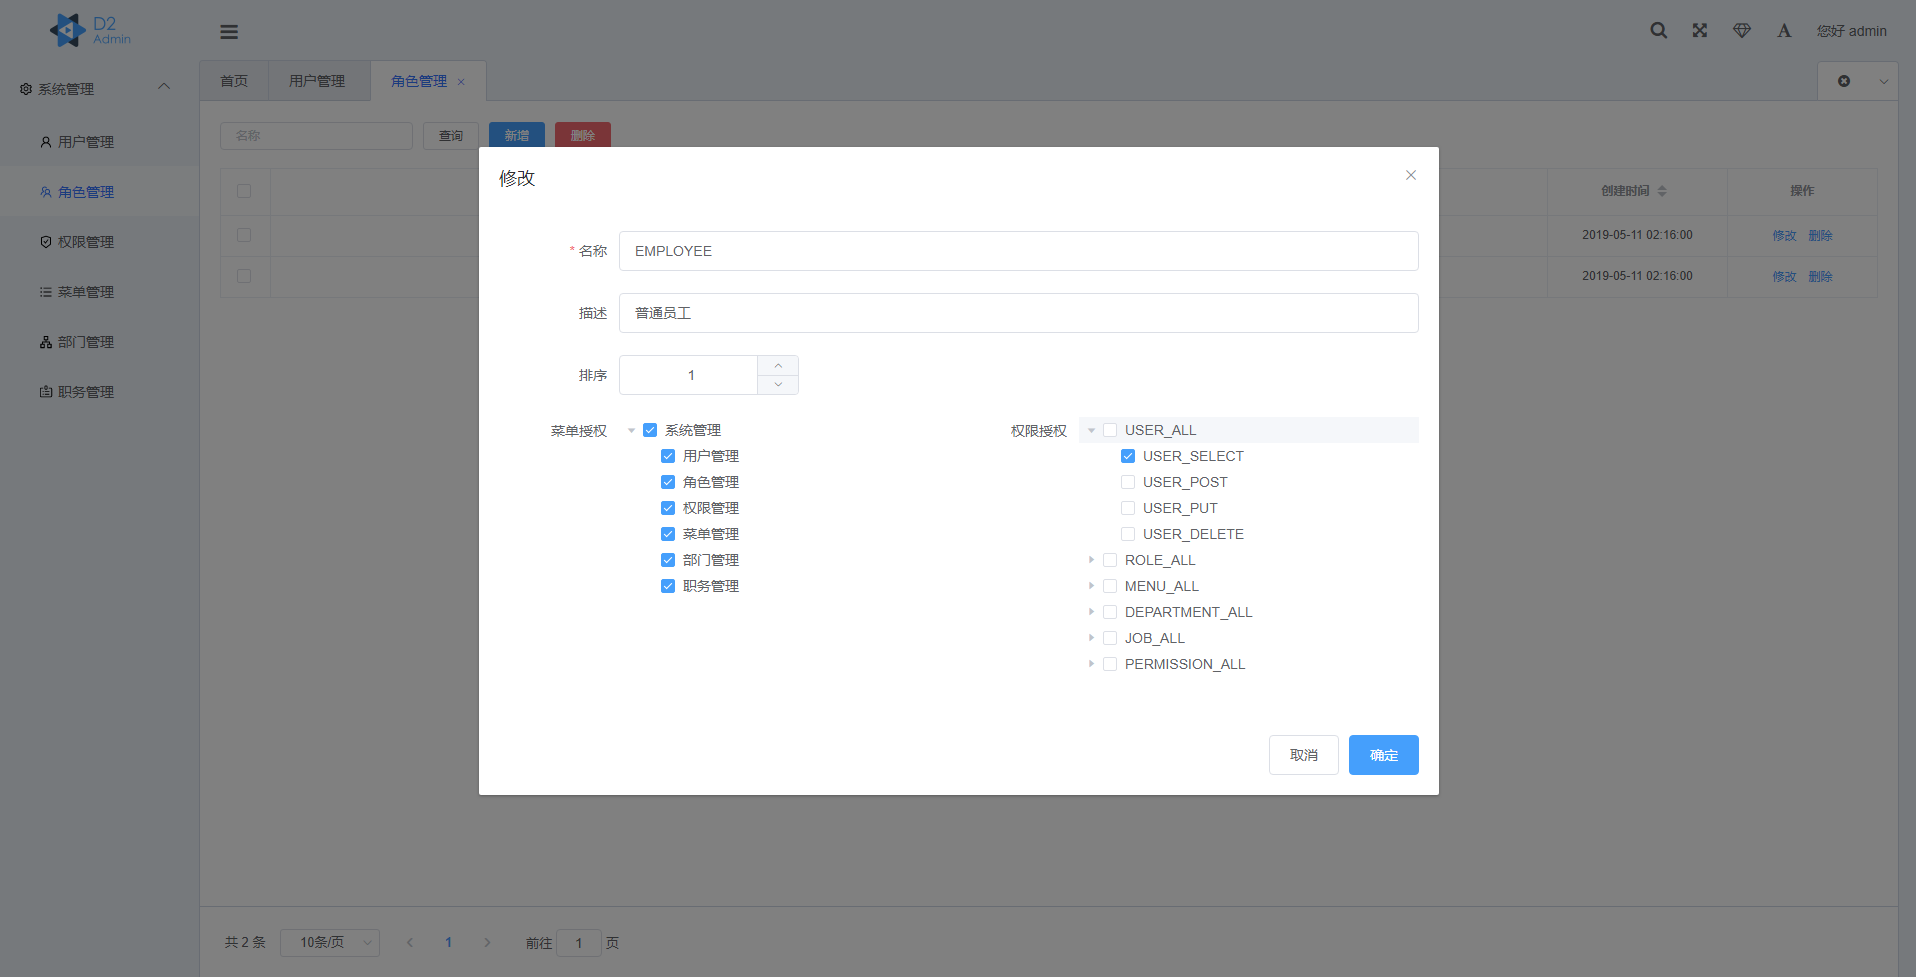 D2
Admin
您好 admin
系统管理
用户管理
角色管理
权限管理
菜单管理
部门管理
职务管理
首页
用户管理
角色管理
名称
查询
新增
删除
创建时间
操作
2019-05-11 02:16:00
修改 删除
2019-05-11 02:16:00
修改 删除
修改
* 名称
EMPLOYEE
描述
普通员工
排序
1
菜单授权
系统管理
用户管理
角色管理
权限管理
菜单管理
部门管理
职务管理
权限授权
USER_ALL
USER_SELECT
USER_POST
USER_PUT
USER_DELETE
ROLE_ALL
MENU_ALL
DEPARTMENT_ALL
JOB_ALL
PERMISSION_ALL
取消
确定
共 2 条
10条/页
1
前往 1 页